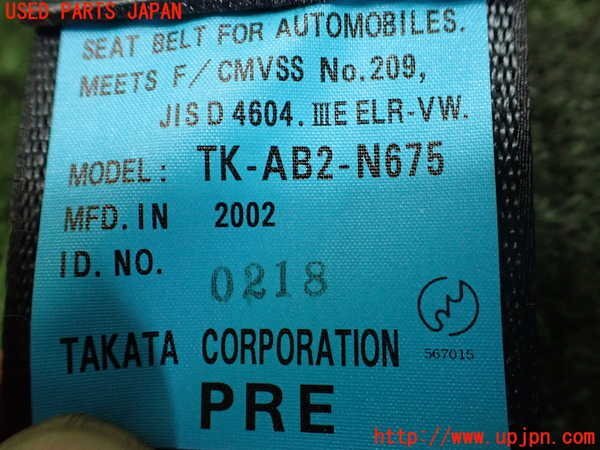 USED PARTS JAPAN
SEAT BELT FOR AUTOMOBILES.
MEETS F/CMVSS No.209,
JIS D 4604. ⅢE ELR-VW.
MODEL: TK-AB2-N675
MFD. IN 2002
ID. NO. 0218
567015
TAKATA CORPORATION
PRE
http://www.upjpn.com/